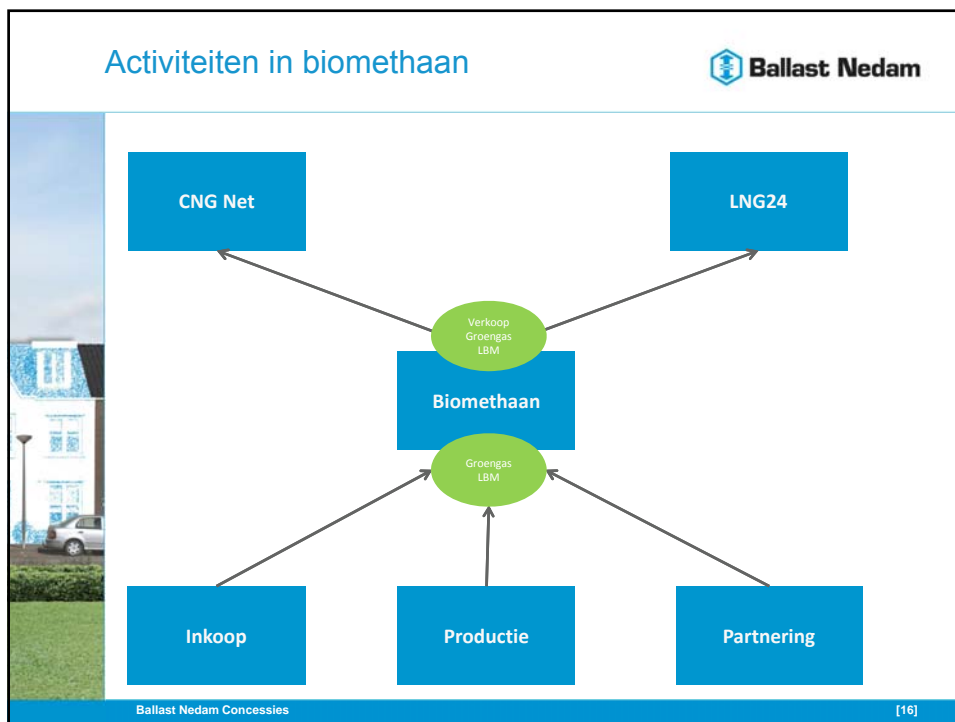 Activiteiten in biomethaan
Ballast Nedam
CNG Net
LNG24
Verkoop
Groengas
LBM
Biomethaan
Groengas
LBM
Inkoop
Productie
Partnering
Ballast Nedam Concessies
[16]